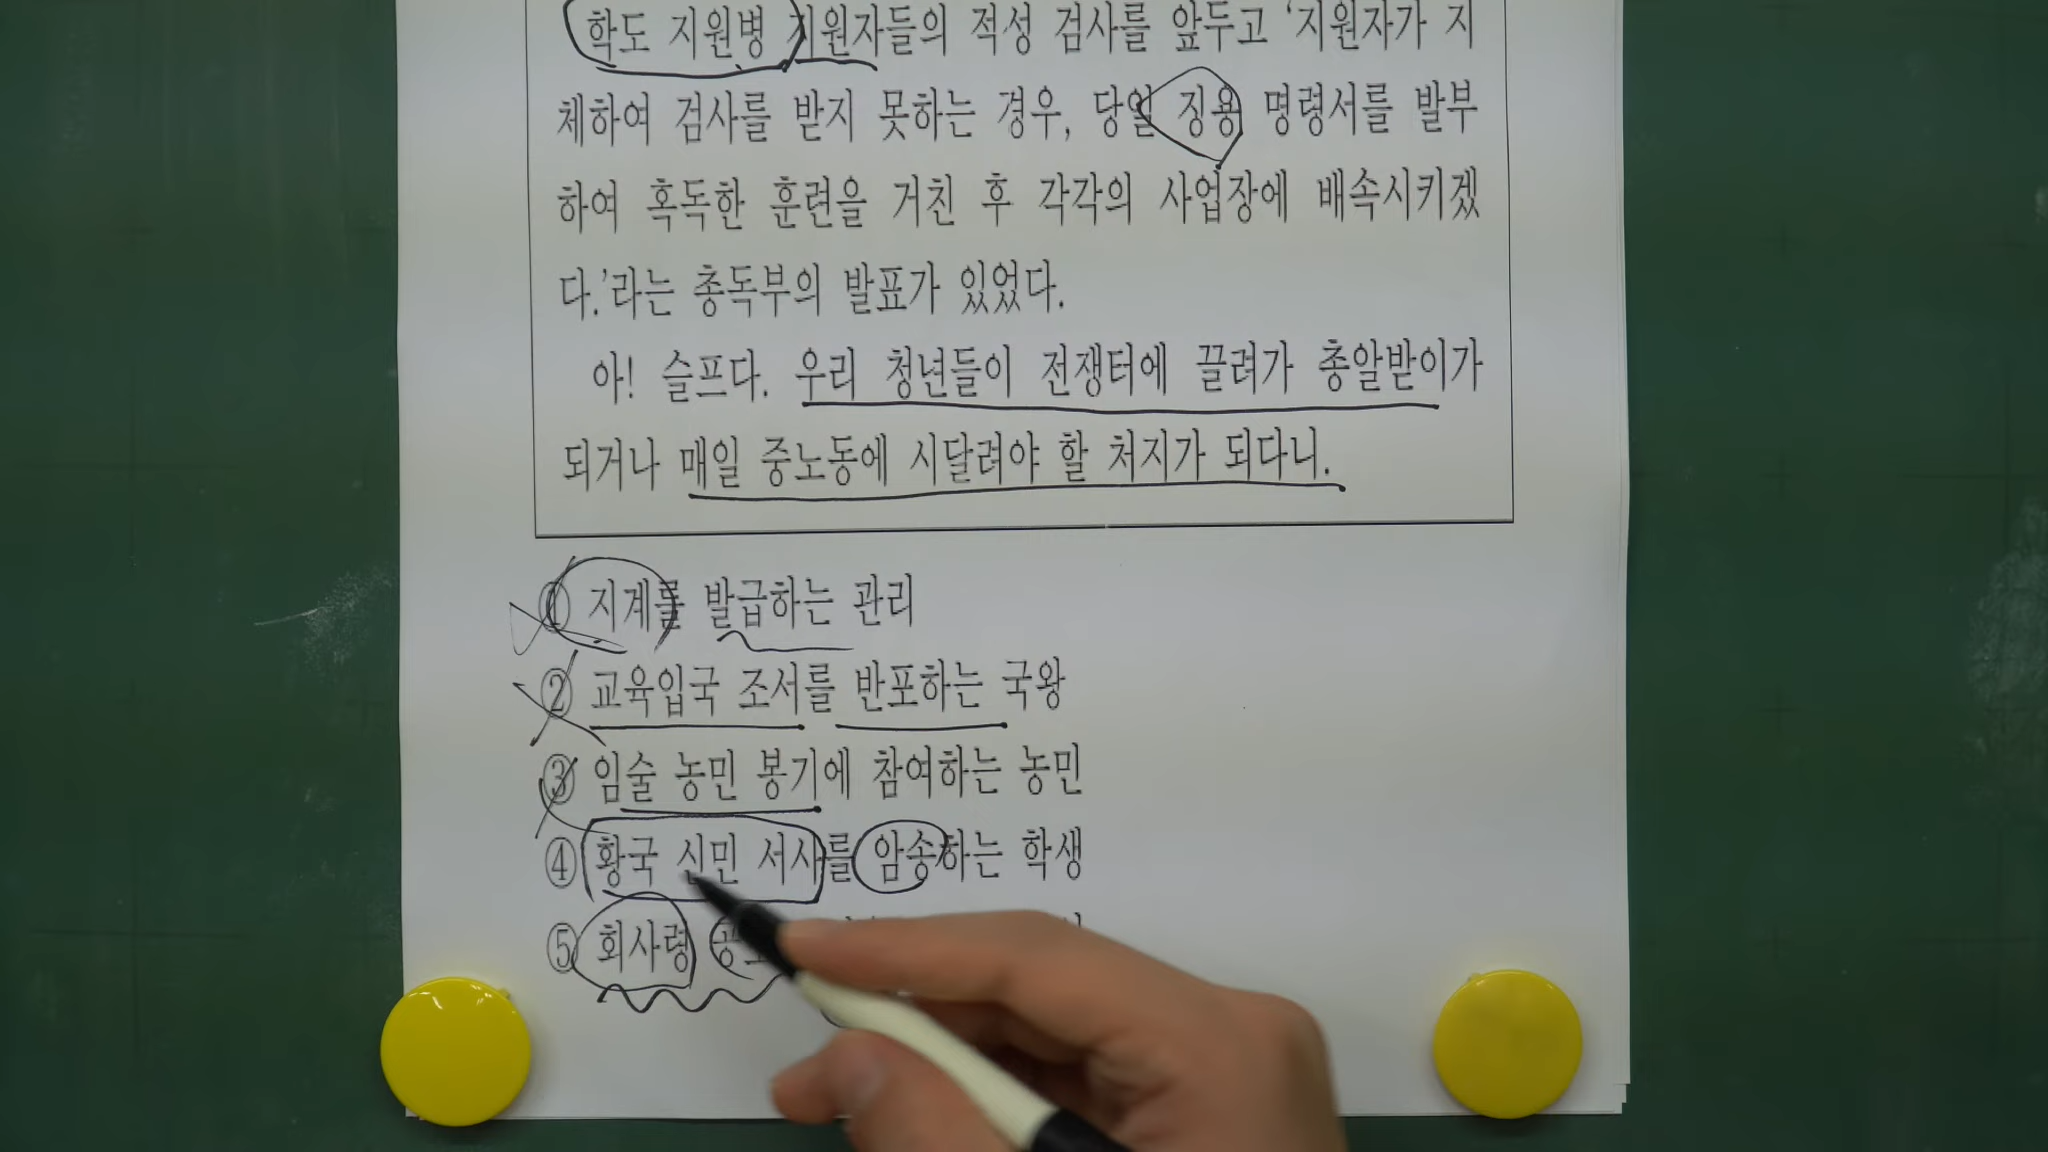 학도 지원병 지원자들의 적성 검사를 앞두고 ‘지원자가 지
체하여 검사를 받지 못하는 경우, 당일 징용 명령서를 발부
하여 혹독한 훈련을 거친 후 각각의 사업장에 배속시키겠
다.’라는 총독부의 발표가 있었다.
아! 슬프다. 우리 청년들이 전쟁터에 끌려가 총알받이가
되거나 매일 중노동에 시달려야 할 처지가 되다니.
① 지계를 발급하는 관리
② 교육입국 조서를 반포하는 국왕
③ 임술 농민 봉기에 참여하는 농민
④ 황국 신민 서사를 암송하는 학생
⑤ 회사령